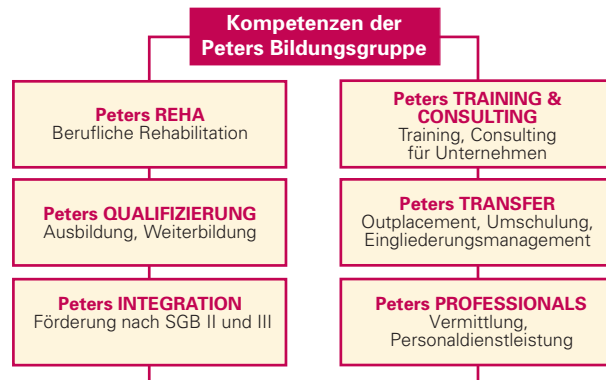 Kompetenzen der
Peters Bildungsgruppe
Peters REHA
Berufliche Rehabilitation
Peters QUALIFIZIERUNG
Ausbildung, Weiterbildung
Peters INTEGRATION
Förderung nach SGB II und III
Peters TRAINING &
CONSULTING
Training, Consulting
für Unternehmen
Peters TRANSFER
Outplacement, Umschulung,
Eingliederungsmanagement
Peters PROFESSIONALS
Vermittlung,
Personaldienstleistung